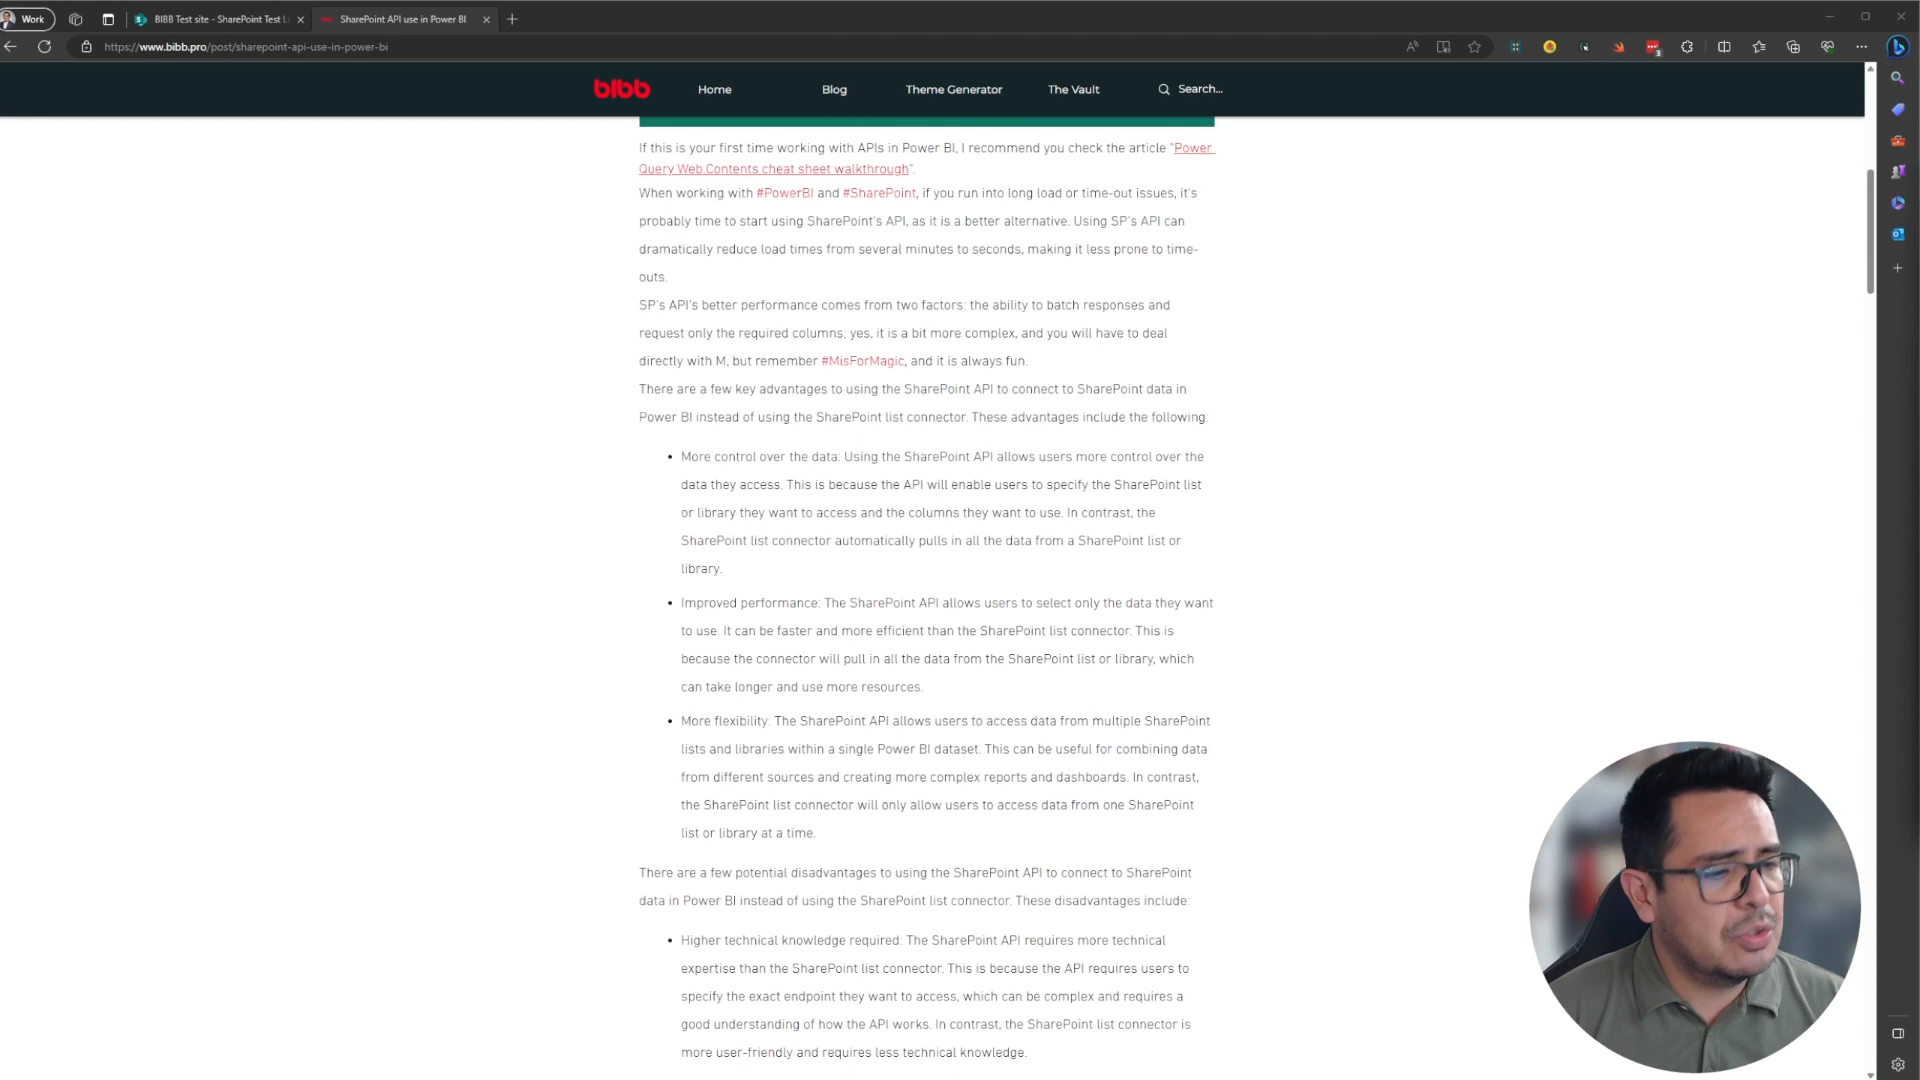 Work
BIBB Test site - SharePoint Test Li
SharePoint API use in Power BI
https://www.bibb.pro/post/sharepoint-api-use-in-power-bi
bibb
Home
Blog
Theme Generator
The Vault
Search...
If this is your first time working with APIs in Power BI, I recommend you check the article "Power
Query Web.Contents cheat sheet walkthrough".
When working with #PowerBI and #SharePoint, if you run into long load or time-out issues, it's
probably time to start using SharePoint's API, as it is a better alternative. Using SP's API can
dramatically reduce load times from several minutes to seconds, making it less prone to time-
outs.
SP's API's better performance comes from two factors: the ability to batch responses and
request only the required columns; yes, it is a bit more complex, and you will have to deal
directly with M, but remember #MisForMagic, and it is always fun.
There are a few key advantages to using the SharePoint API to connect to SharePoint data in
Power BI instead of using the SharePoint list connector. These advantages include the following:
• More control over the data: Using the SharePoint API allows users more control over the
data they access. This is because the API will enable users to specify the SharePoint list
or library they want to access and the columns they want to use. In contrast, the
SharePoint list connector automatically pulls in all the data from a SharePoint list or
library.
• Improved performance: The SharePoint API allows users to select only the data they want
to use. It can be faster and more efficient than the SharePoint list connector. This is
because the connector will pull in all the data from the SharePoint list or library, which
can take longer and use more resources.
• More flexibility: The SharePoint API allows users to access data from multiple SharePoint
lists and libraries within a single Power BI dataset. This can be useful for combining data
from different sources and creating more complex reports and dashboards. In contrast,
the SharePoint list connector will only allow users to access data from one SharePoint
list or library at a time.
There are a few potential disadvantages to using the SharePoint API to connect to SharePoint
data in Power BI instead of using the SharePoint list connector. These disadvantages include:
• Higher technical knowledge required: The SharePoint API requires more technical
expertise than the SharePoint list connector. This is because the API requires users to
specify the exact endpoint they want to access, which can be complex and requires a
good understanding of how the API works. In contrast, the SharePoint list connector is
more user-friendly and requires less technical knowledge.